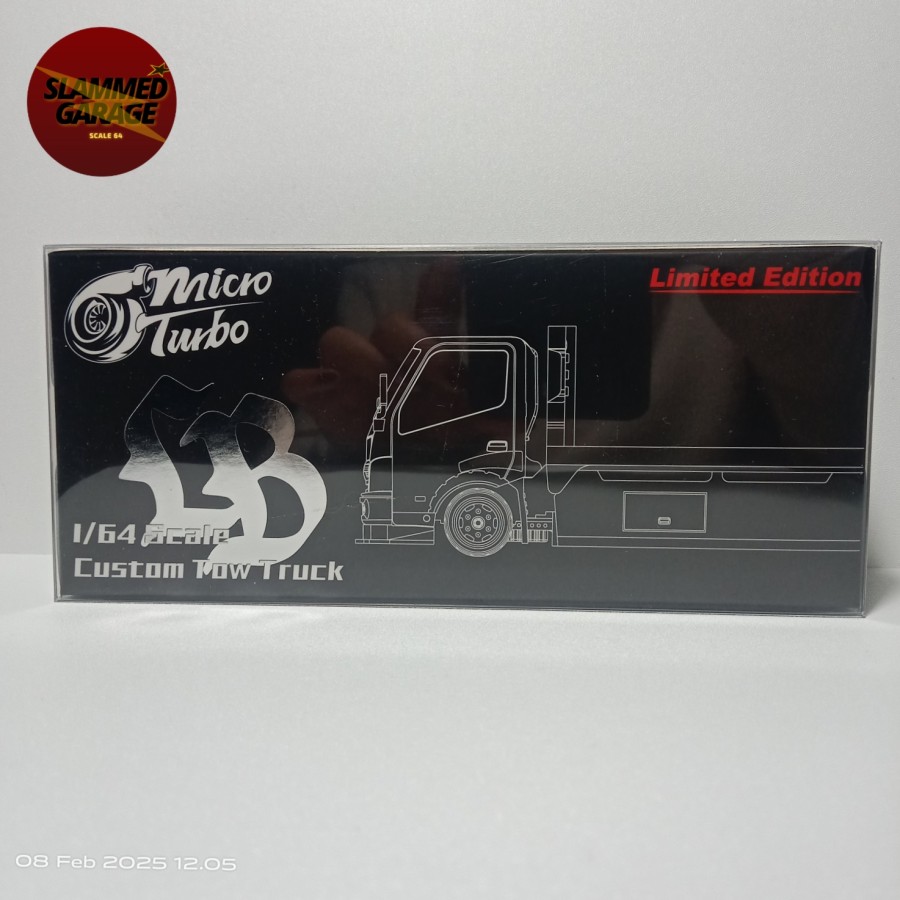 SLAMMED
GARAGE
SCALE 64
Micro
Turbo
Limited Edition
LB
1/64 Scale
Custom Tow Truck
08 Feb 2025 12.05